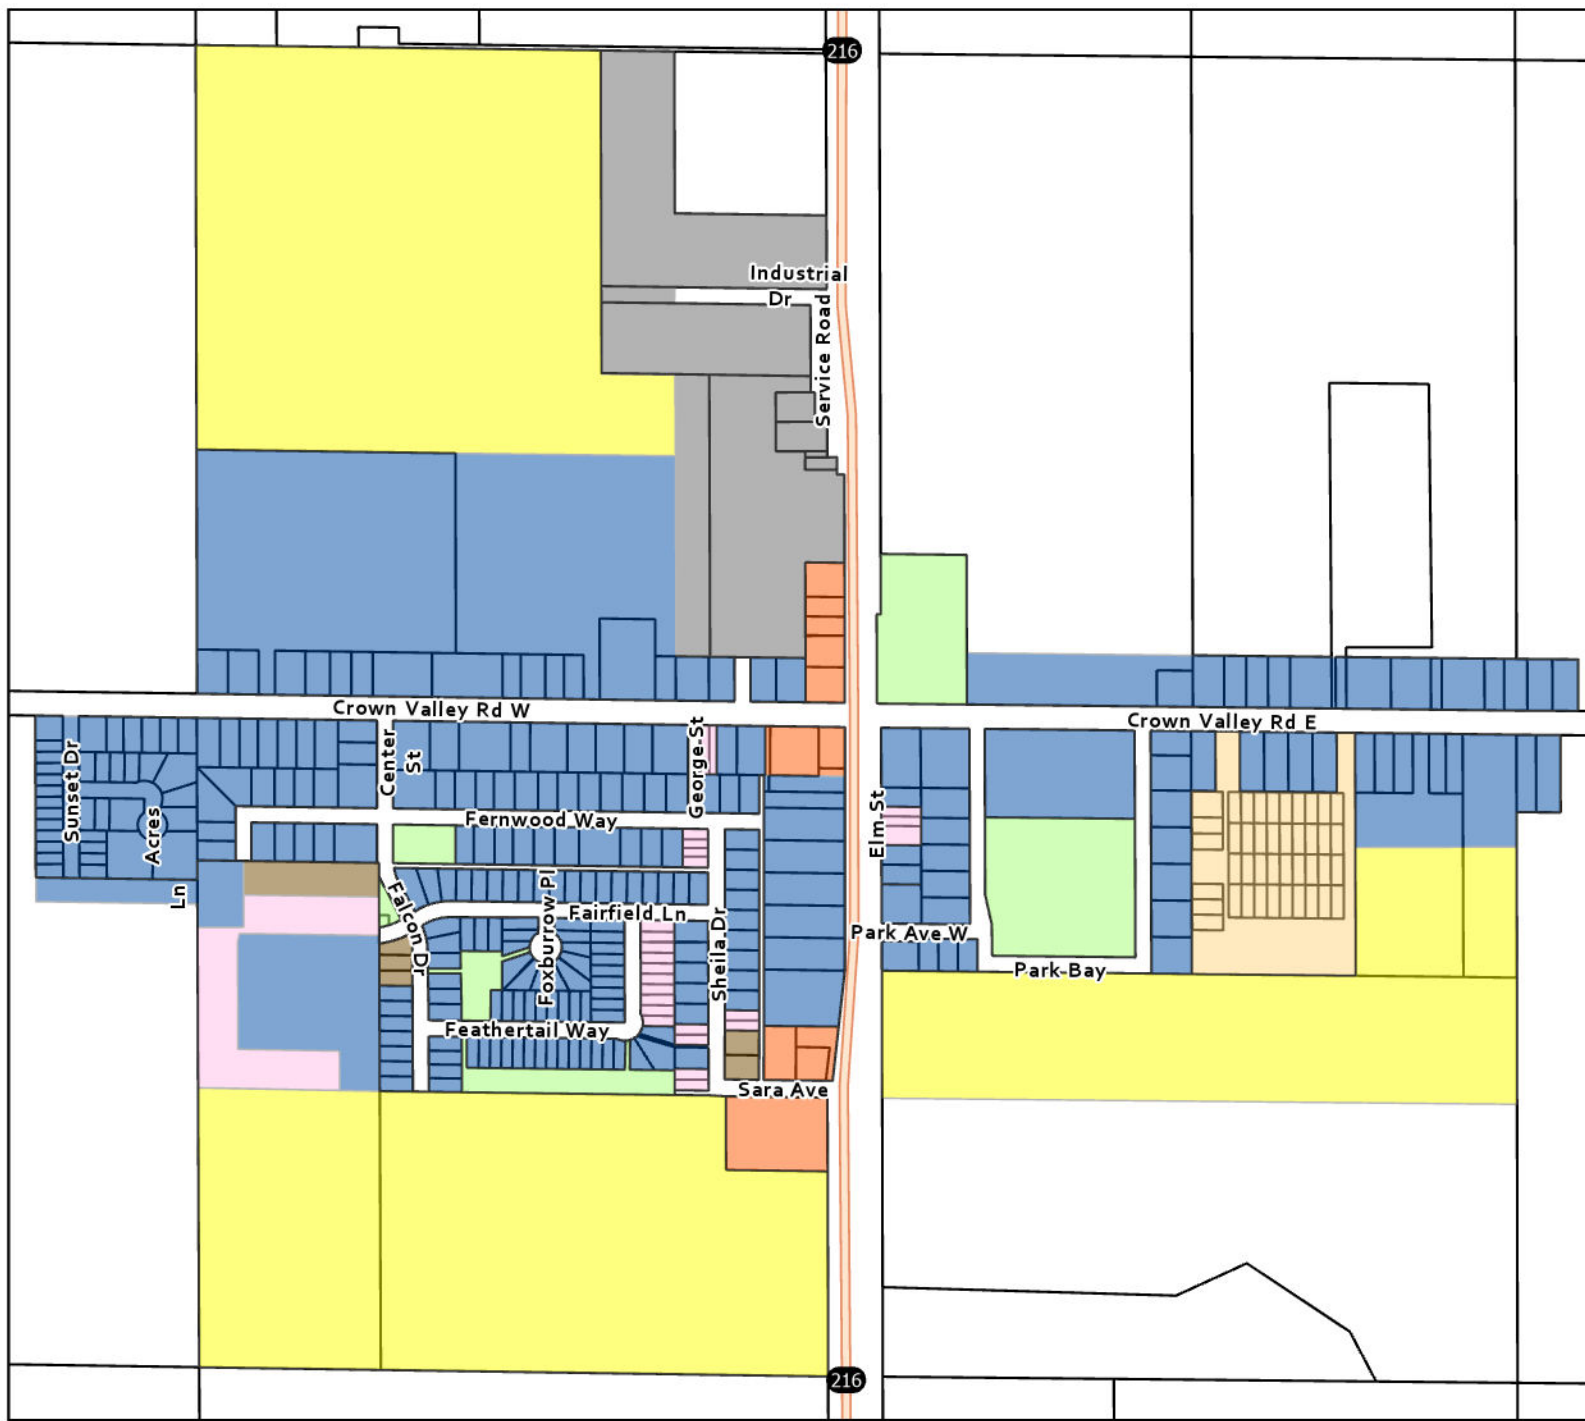 216
Industrial
Dr
Service Road
Crown Valley Rd W
Crown Valley Rd E
Sunset Dr
Center
St
George St
Acres
Ln
Fernwood Way
Elm St
Falcon Dr
Foxburrow Pl
Fairfield Ln
Sheila Dr
Park Ave W
Park Bay
Feathertail Way
Sara Ave
216